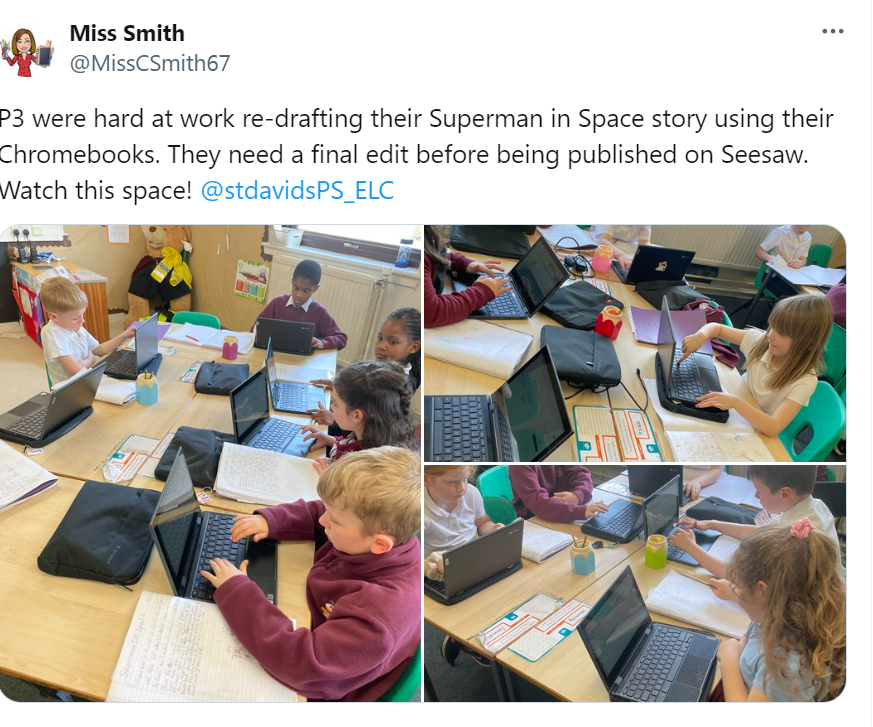 Miss Smith
@MissCSmith67
P3 were hard at work re-drafting their Superman in Space story using their
Chromebooks. They need a final edit before being published on Seesaw.
Watch this space! @stdavidsPS_ELC